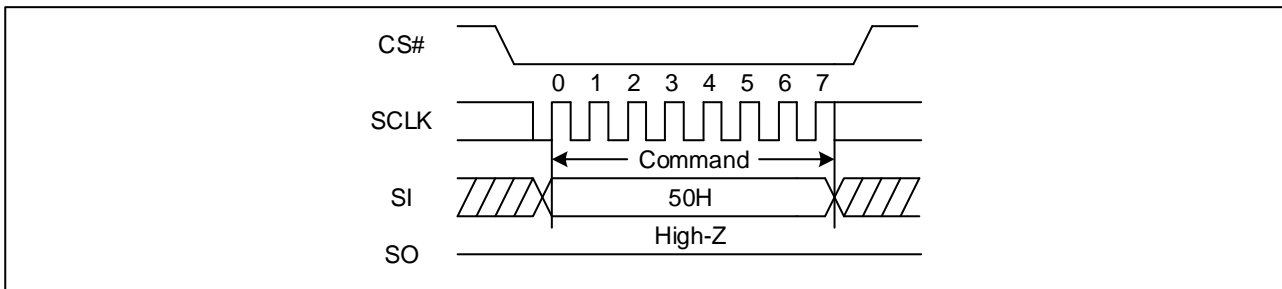 CS#
0 1 2 3 4 5 6 7
SCLK
Command
SI
50H
High-Z
SO